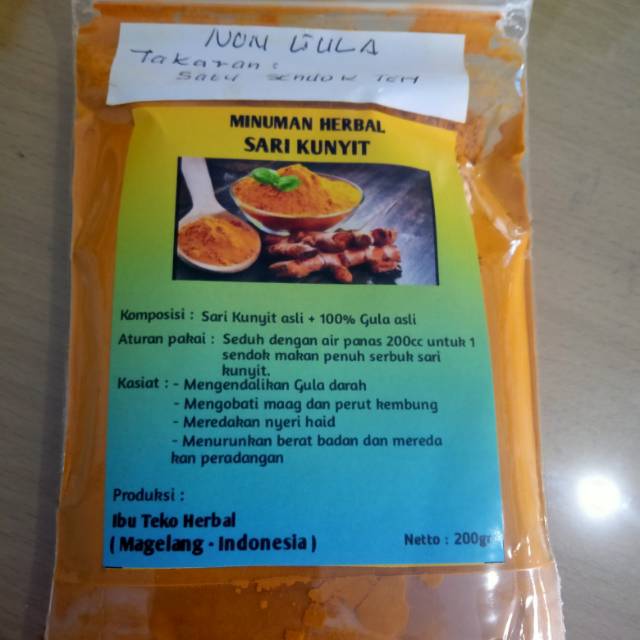 NON GULA
Takaran :
SATU SENDOK TEH
MINUMAN HERBAL
SARI KUNYIT
Komposisi : Sari Kunyit asli + 100% Gula asli
Aturan pakai : Seduh dengan air panas 200cc untuk 1
sendok makan penuh serbuk sari
kunyit.
Kasiat : - Mengendalikan Gula darah
- Mengobati maag dan perut kembung
- Meredakan nyeri haid
- Menurunkan berat badan dan mereda
kan peradangan
Produksi :
Ibu Teko Herbal
( Magelang - Indonesia )
Netto : 200gr